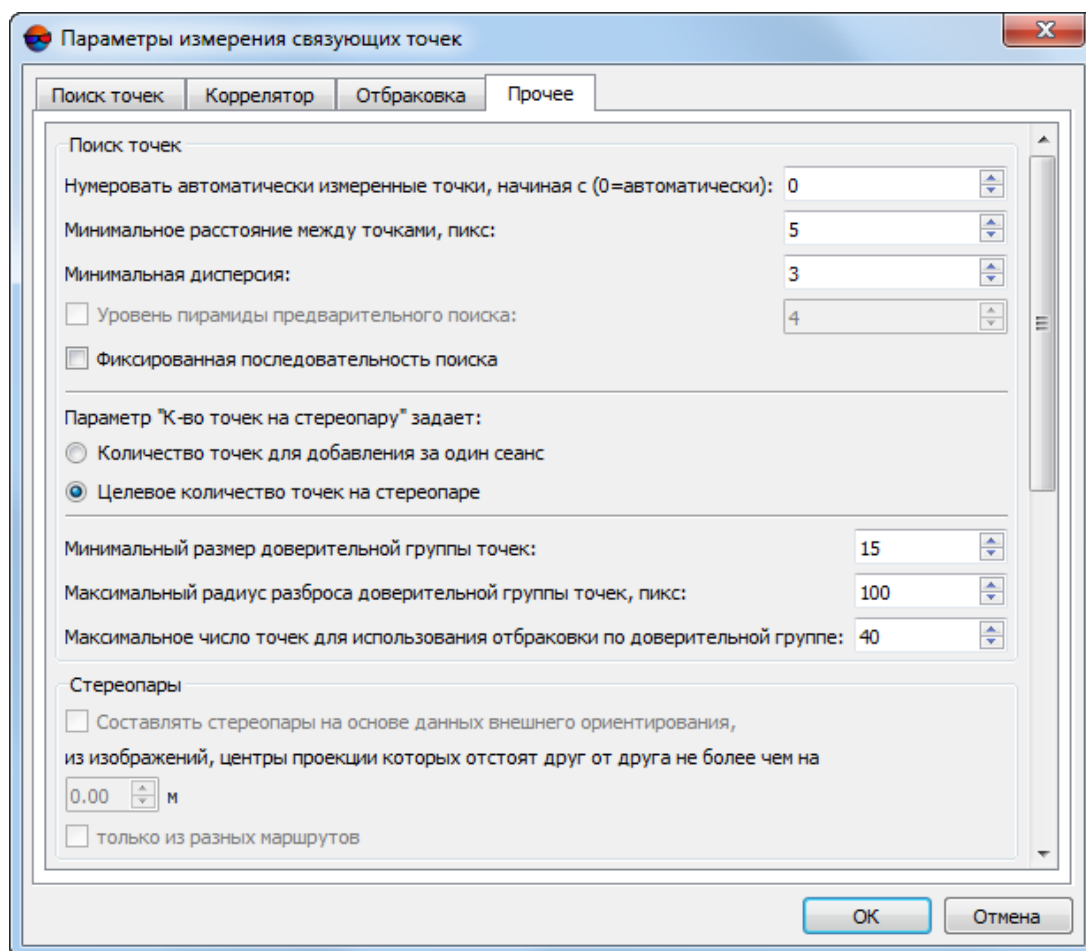 Параметры измерения связующих точек
Поиск точек Коррелятор Отбраковка Прочее
Поиск точек
Нумеровать автоматически измеренные точки, начиная с (0=автоматически): 0
Минимальное расстояние между точками, пикс: 5
Минимальная дисперсия: 3
Уровень пирамиды предварительного поиска: 4
Фиксированная последовательность поиска
Параметр "К-во точек на стереопару" задает:
Количество точек для добавления за один сеанс
Целевое количество точек на стереопаре
Минимальный размер доверительной группы точек: 15
Максимальный радиус разброса доверительной группы точек, пикс: 100
Максимальное число точек для использования отбраковки по доверительной группе: 40
Стереопары
Составлять стереопары на основе данных внешнего ориентирования,
из изображений, центры проекции которых отстоят друг от друга не более чем на
0.00 м
только из разных маршрутов
OK Отмена